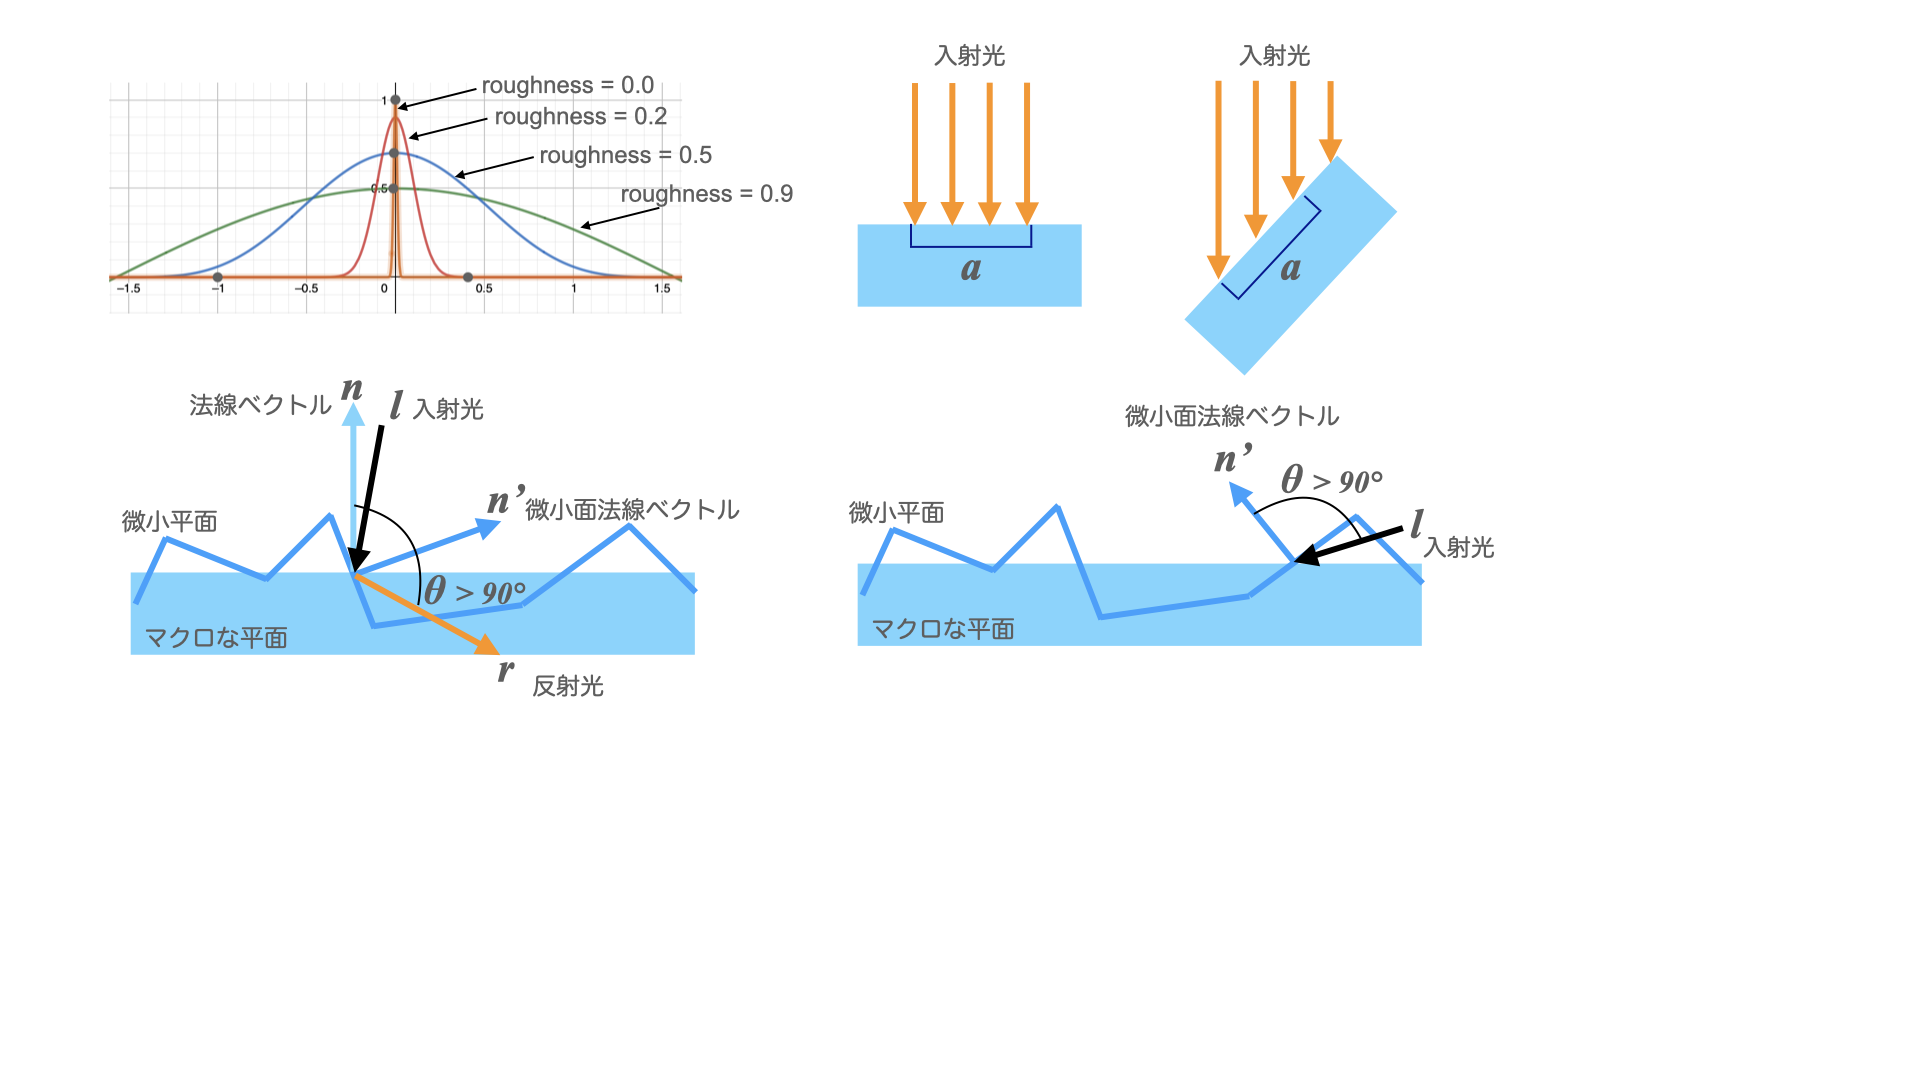 roughness = 0.0
roughness = 0.2
roughness = 0.5
roughness = 0.9
1
0.5
−1.5
−1
−0.5
0
0.5
1
1.5
入射光
a
入射光
a
法線ベクトル
n
l 入射光
微小平面
n’ 微小面法線ベクトル
θ > 90°
マクロな平面
r 反射光
微小面法線ベクトル
n’
θ > 90°
微小平面
l 入射光
マクロな平面